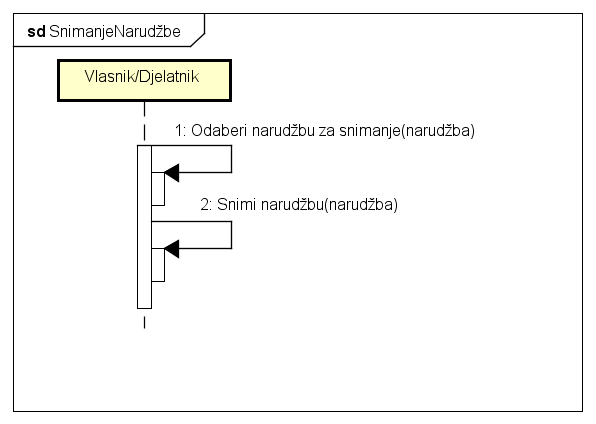 sd SnimanjeNarudžbe
Vlasnik/Djelatnik
1: Odaberi narudžbu za snimanje(narudžba)
2: Snimi narudžbu(narudžba)